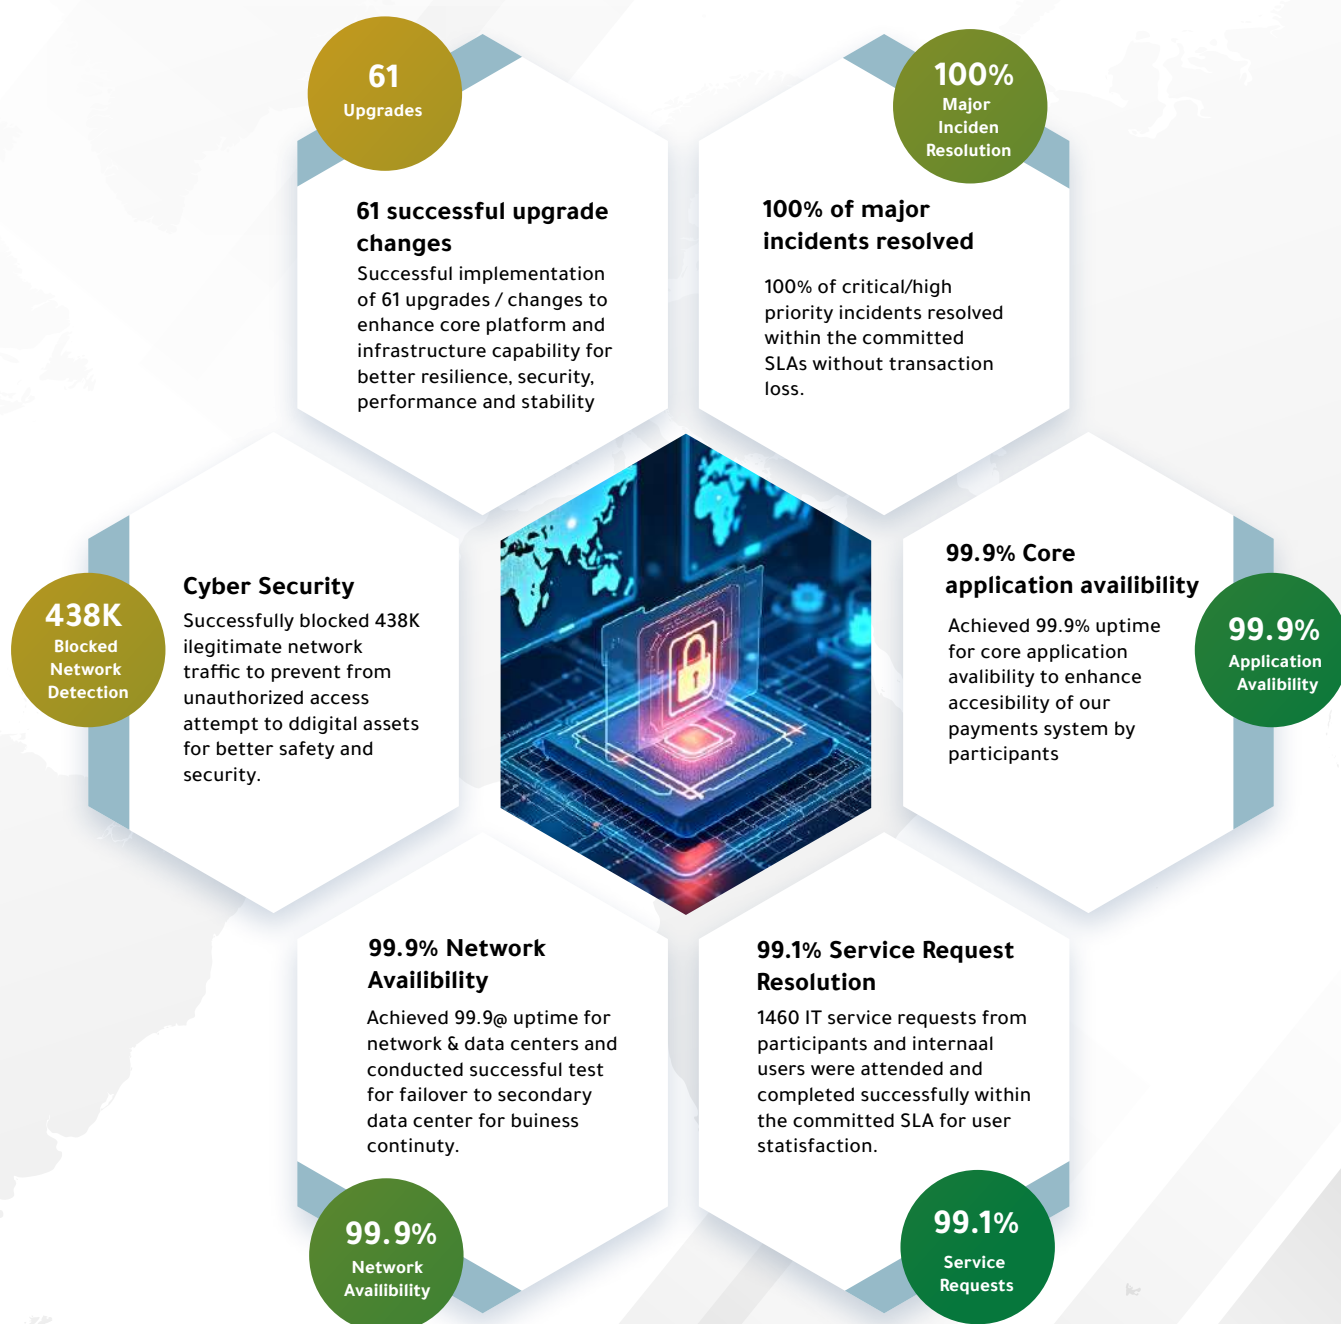 61
Upgrades
61 successful upgrade
changes
Successful implementation
of 61 upgrades / changes to
enhance core platform and
infrastructure capability for
better resilience, security,
performance and stability
100%
Major
Inciden
Resolution
100% of major
incidents resolved
100% of critical/high
priority incidents resolved
within the committed
SLAs without transaction
loss.
438K
Blocked
Network
Detection
Cyber Security
Successfully blocked 438K
ilegitimate network
traffic to prevent from
unauthorized access
attempt to ddigital assets
for better safety and
security.
99.9% Core
application availibility
Achieved 99.9% uptime
for core application
avalibility to enhance
accesibility of our
payments system by
participants
99.9%
Application
Avalibility
99.9% Network
Availibility
Achieved 99.9@ uptime for
network & data centers and
conducted successful test
for failover to secondary
data center for buiness
continuty.
99.9%
Network
Availibility
99.1% Service Request
Resolution
1460 IT service requests from
participants and internaal
users were attended and
completed successfully within
the committed SLA for user
statisfaction.
99.1%
Service
Requests